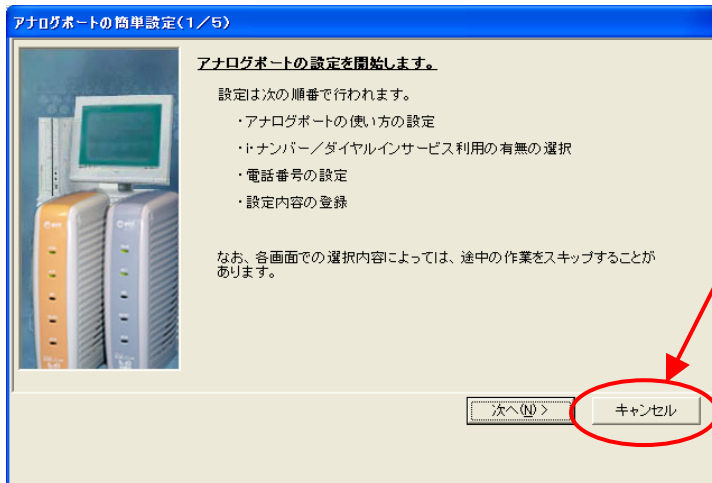 アナログポートの簡単設定(1/5)
アナログポートの設定を開始します。
設定は次の順番で行われます。
・アナログポートの使い方の設定
・i・ナンバー/ダイヤルインサービス利用の有無の選択
・電話番号の設定
・設定内容の登録
なお、各画面での選択内容によっては、途中の作業をスキップすることが
あります。
次へ(N) >
キャンセル